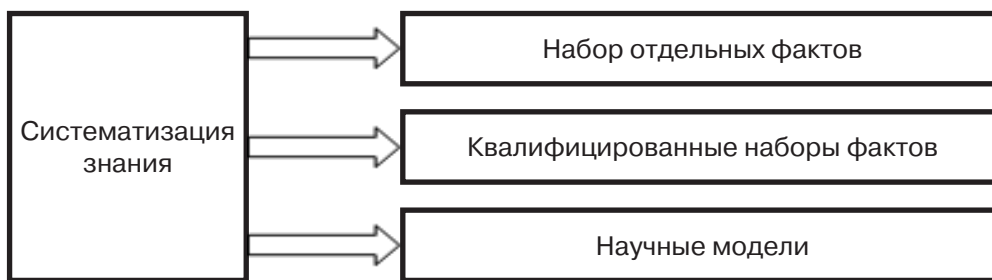 Систематизация
знания
Набор отдельных фактов
Квалифицированные наборы фактов
Научные модели